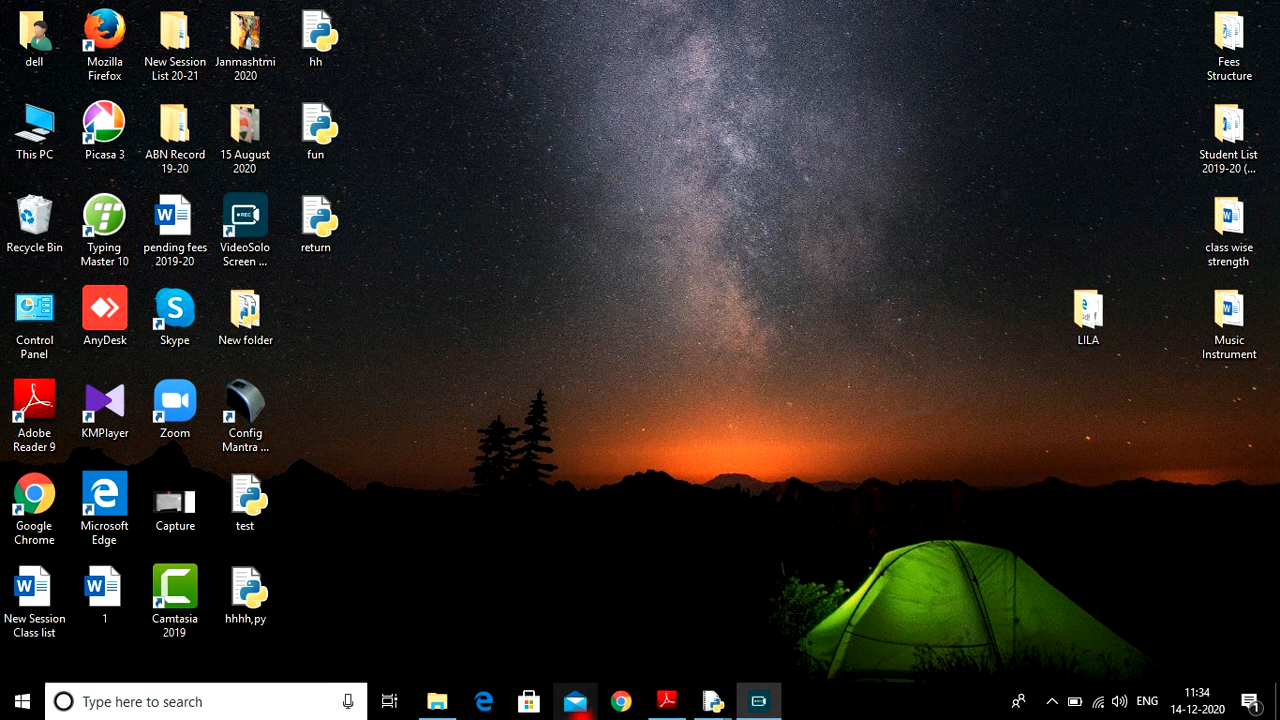 dell
Mozilla
Firefox
New Session
List 20-21
Janmashtmi
2020
hh
Fees
Structure
This PC
Picasa 3
ABN Record
19-20
15 August
2020
fun
Student List
2019-20 (...
Recycle Bin
Typing
Master 10
pending fees
2019-20
REC
VideoSolo
Screen ...
return
class wise
strength
Control
Panel
AnyDesk
Skype
New folder
LILA
Music
Instrument
Adobe
Reader 9
KMPlayer
Zoom
Config
Mantra ...
Google
Chrome
Microsoft
Edge
Capture
test
New Session
Class list
1
Camtasia
2019
hhhh,py
Type here to search
ENG
11:34
14-12-2020
1